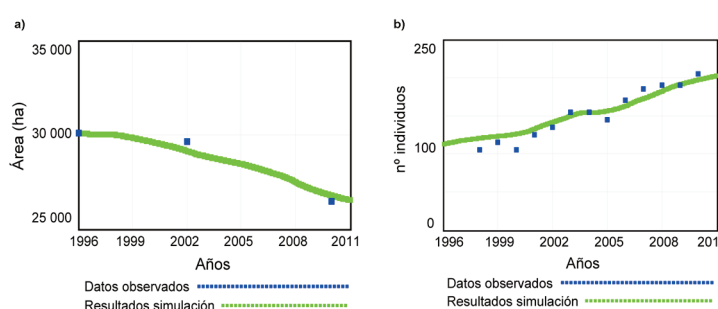 a)
35 000
30 000
25 000
Área (ha)
1996 1999 2002 2005 2008 2011
Años
Datos observados
Resultados simulación
b)
250
100
0
nº individuos
1996 1999 2002 2005 2008 201
Años
Datos observados
Resultados simulación